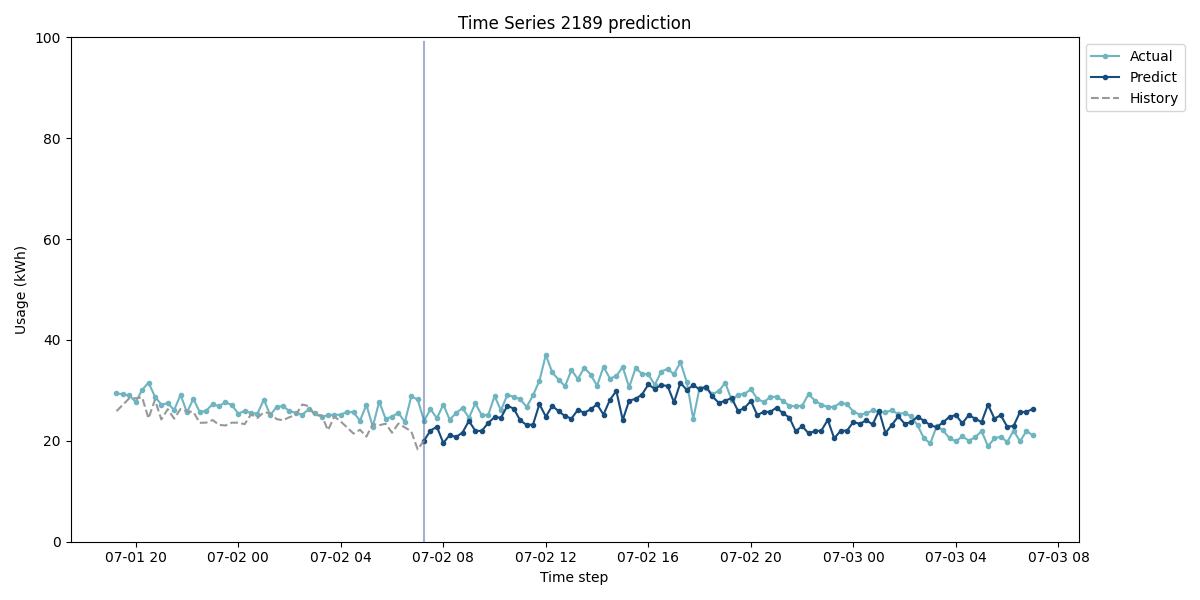 Time Series 2189 prediction
100
80
60
40
20
0
Usage (kWh)
07-01 20
07-02 00
07-02 04
07-02 08
07-02 12
07-02 16
07-02 20
07-03 00
07-03 04
07-03 08
Time step
Actual
Predict
History